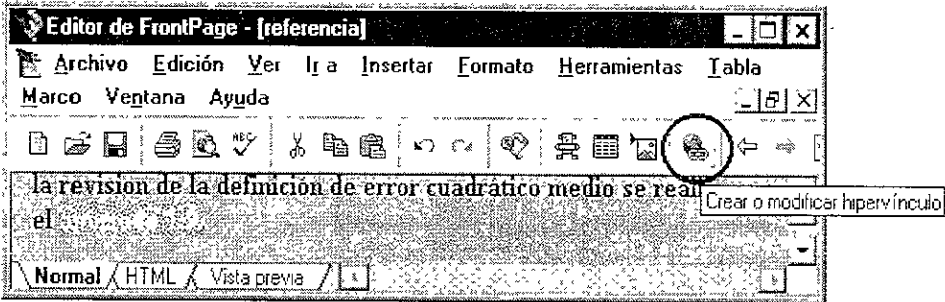 Editor de FrontPage - [referencia]
Archivo Edición Ver Ir a Insertar Formato Herramientas Tabla
Marco Ventana Ayuda
ABC
la revision de la definición de error cuadrático medio se
Crear o modificar hipervínculo
el
Normal HTML Vista previa